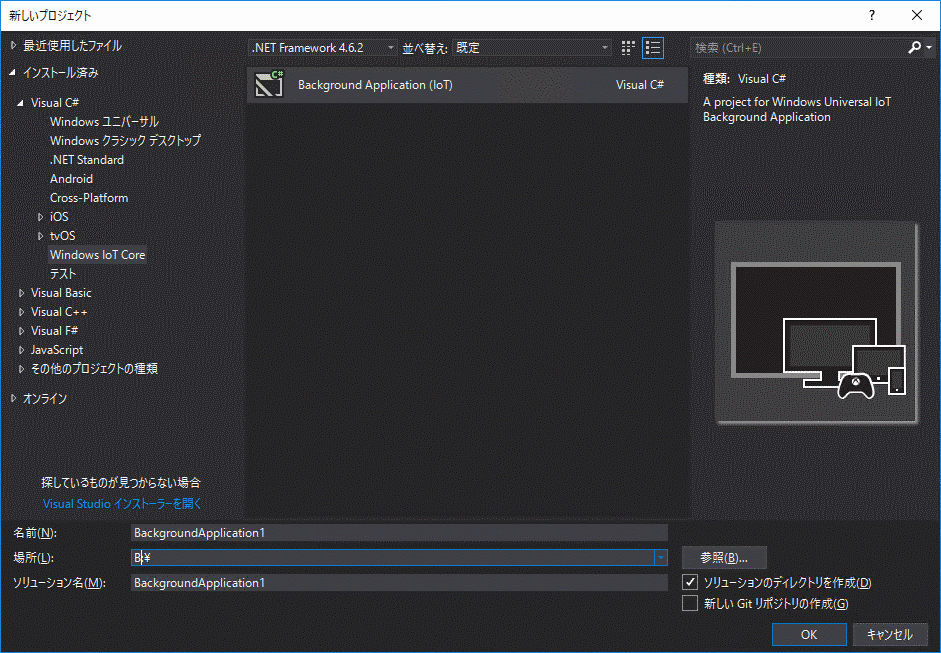 新しいプロジェクト
?
最近使用したファイル
インストール済み
Visual C#
Windows ユニバーサル
Windows クラシック デスクトップ
.NET Standard
Android
Cross-Platform
iOS
tvOS
Windows IoT Core
テスト
Visual Basic
Visual C++
Visual F#
JavaScript
その他のプロジェクトの種類
オンライン
探しているものが見つからない場合
Visual Studio インストーラーを開く
.NET Framework 4.6.2 並べ替え: 既定
C#
Background Application (IoT) Visual C#
検索 (Ctrl+E)
種類: Visual C#
A project for Windows Universal IoT
Background Application
名前(N): BackgroundApplication1
場所(L): B:¥ 参照(B)...
ソリューション名(M): BackgroundApplication1
ソリューションのディレクトリを作成(D)
新しい Git リポジトリの作成(G)
OK キャンセル